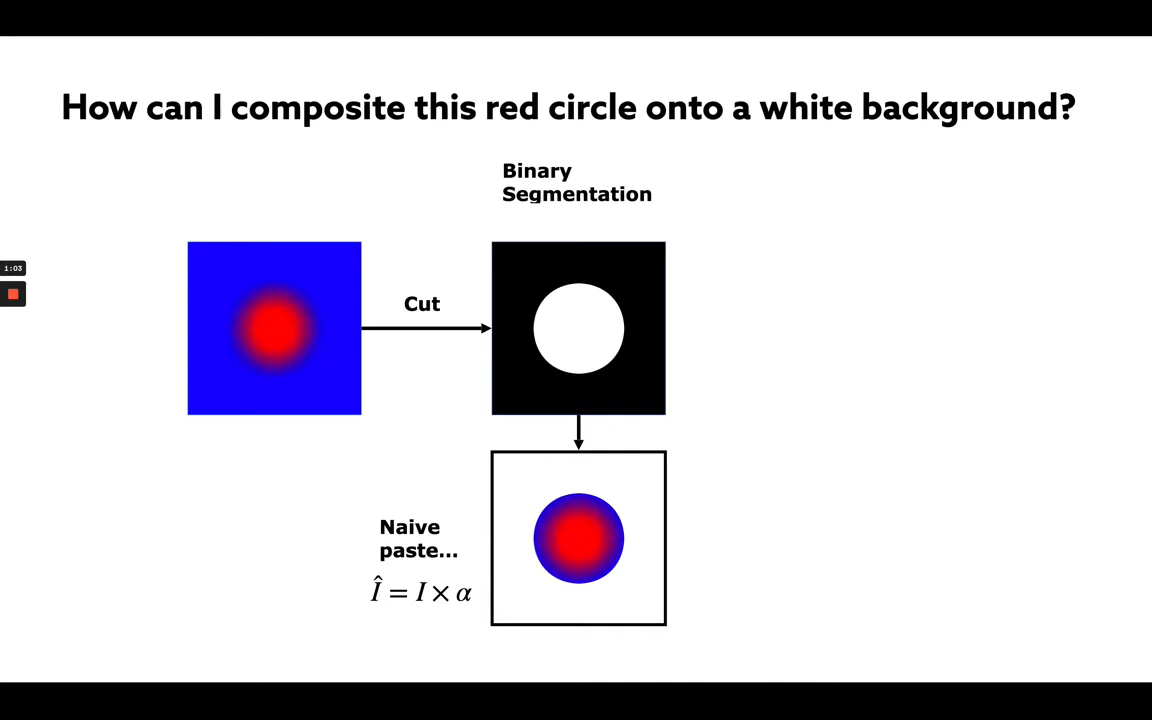 How can I composite this red circle onto a white background?
Binary
Segmentation
1:03
Cut
Naive
paste...
Î = I × α